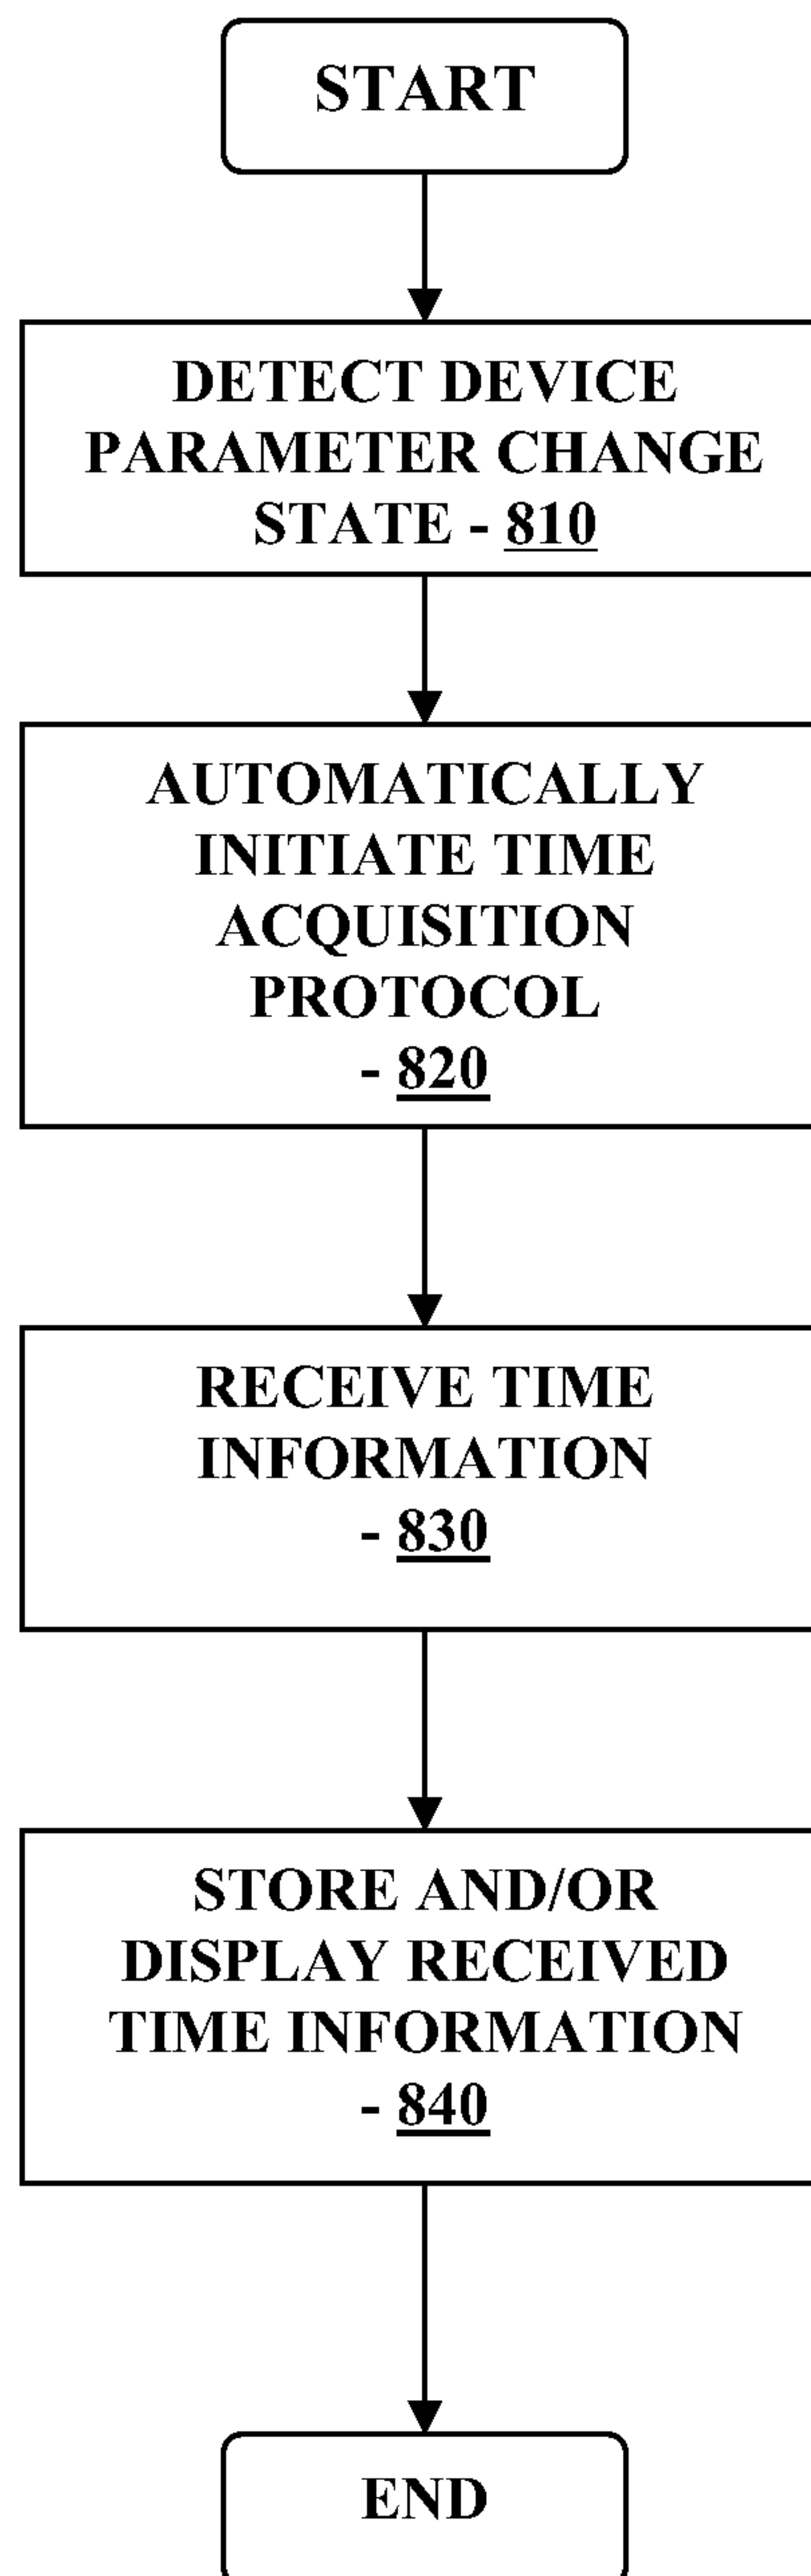 START
DETECT DEVICE
PARAMETER CHANGE
STATE - 810
AUTOMATICALLY
INITIATE TIME
ACQUISITION
PROTOCOL
- 820
RECEIVE TIME
INFORMATION
- 830
STORE AND/OR
DISPLAY RECEIVED
TIME INFORMATION
- 840
END